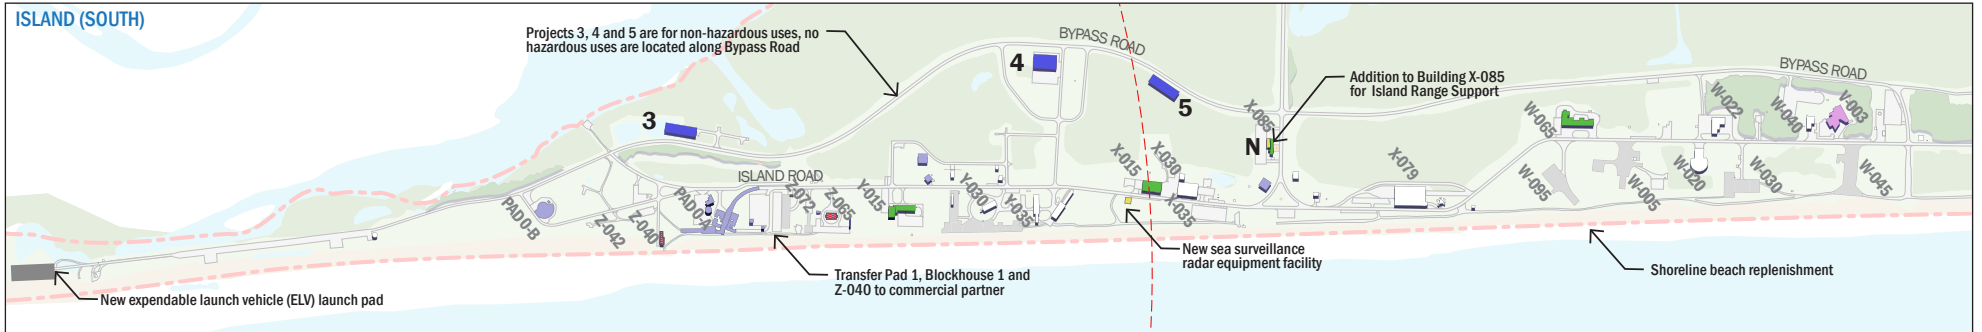 ISLAND (SOUTH)
Projects 3, 4 and 5 are for non-hazardous uses, no
hazardous uses are located along Bypass Road
BYPASS ROAD
4
5
3
Addition to Building X-085
for Island Range Support
BYPASS ROAD
X-085
N
W-065
W-022
W-040
V-003
ISLAND ROAD
X-015
X-030
X-035
X-079
W-095
W-005
W-020
W-030
W-045
PAD0-B
Z-042
Z-040
PAD0-A
Z-072
Z-065
Y-015
Y-030
Y-035
New sea surveillance
radar equipment facility
Transfer Pad 1, Blockhouse 1 and
Z-040 to commercial partner
Shoreline beach replenishment
New expendable launch vehicle (ELV) launch pad